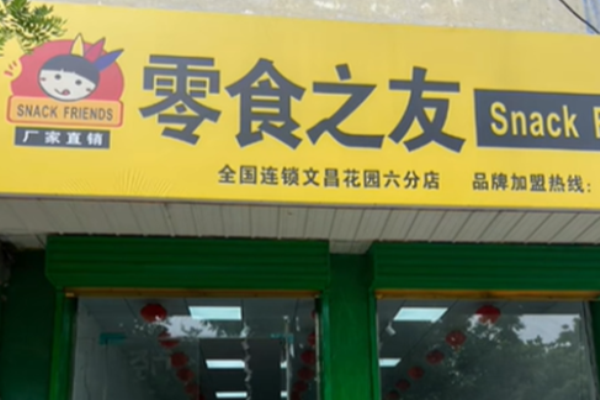 SNACK FRIENDS
厂家直销
零食之友
Snack
全国连锁文昌花园六分店
品牌加盟热线: